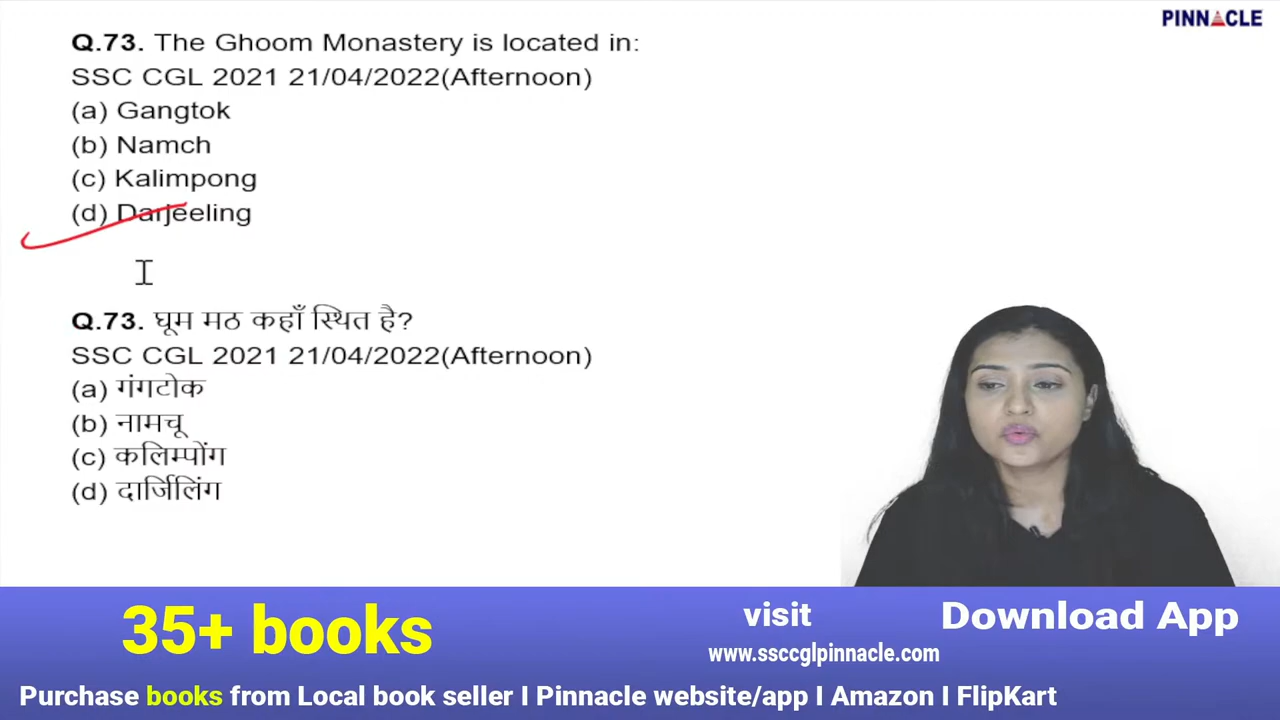 PINNACLE
Q.73. The Ghoom Monastery is located in:
SSC CGL 2021 21/04/2022(Afternoon)
(a) Gangtok
(b) Namch
(c) Kalimpong
(d) Darjeeling
Q.73. घूम मठ कहाँ स्थित है?
SSC CGL 2021 21/04/2022(Afternoon)
(a) गंगटोक
(b) नामचू
(c) कलिम्पोंग
(d) दार्जिलिंग
35+ books
visit
www.ssccglpinnacle.com
Download App
Purchase books from Local book seller I Pinnacle website/app I Amazon I FlipKart